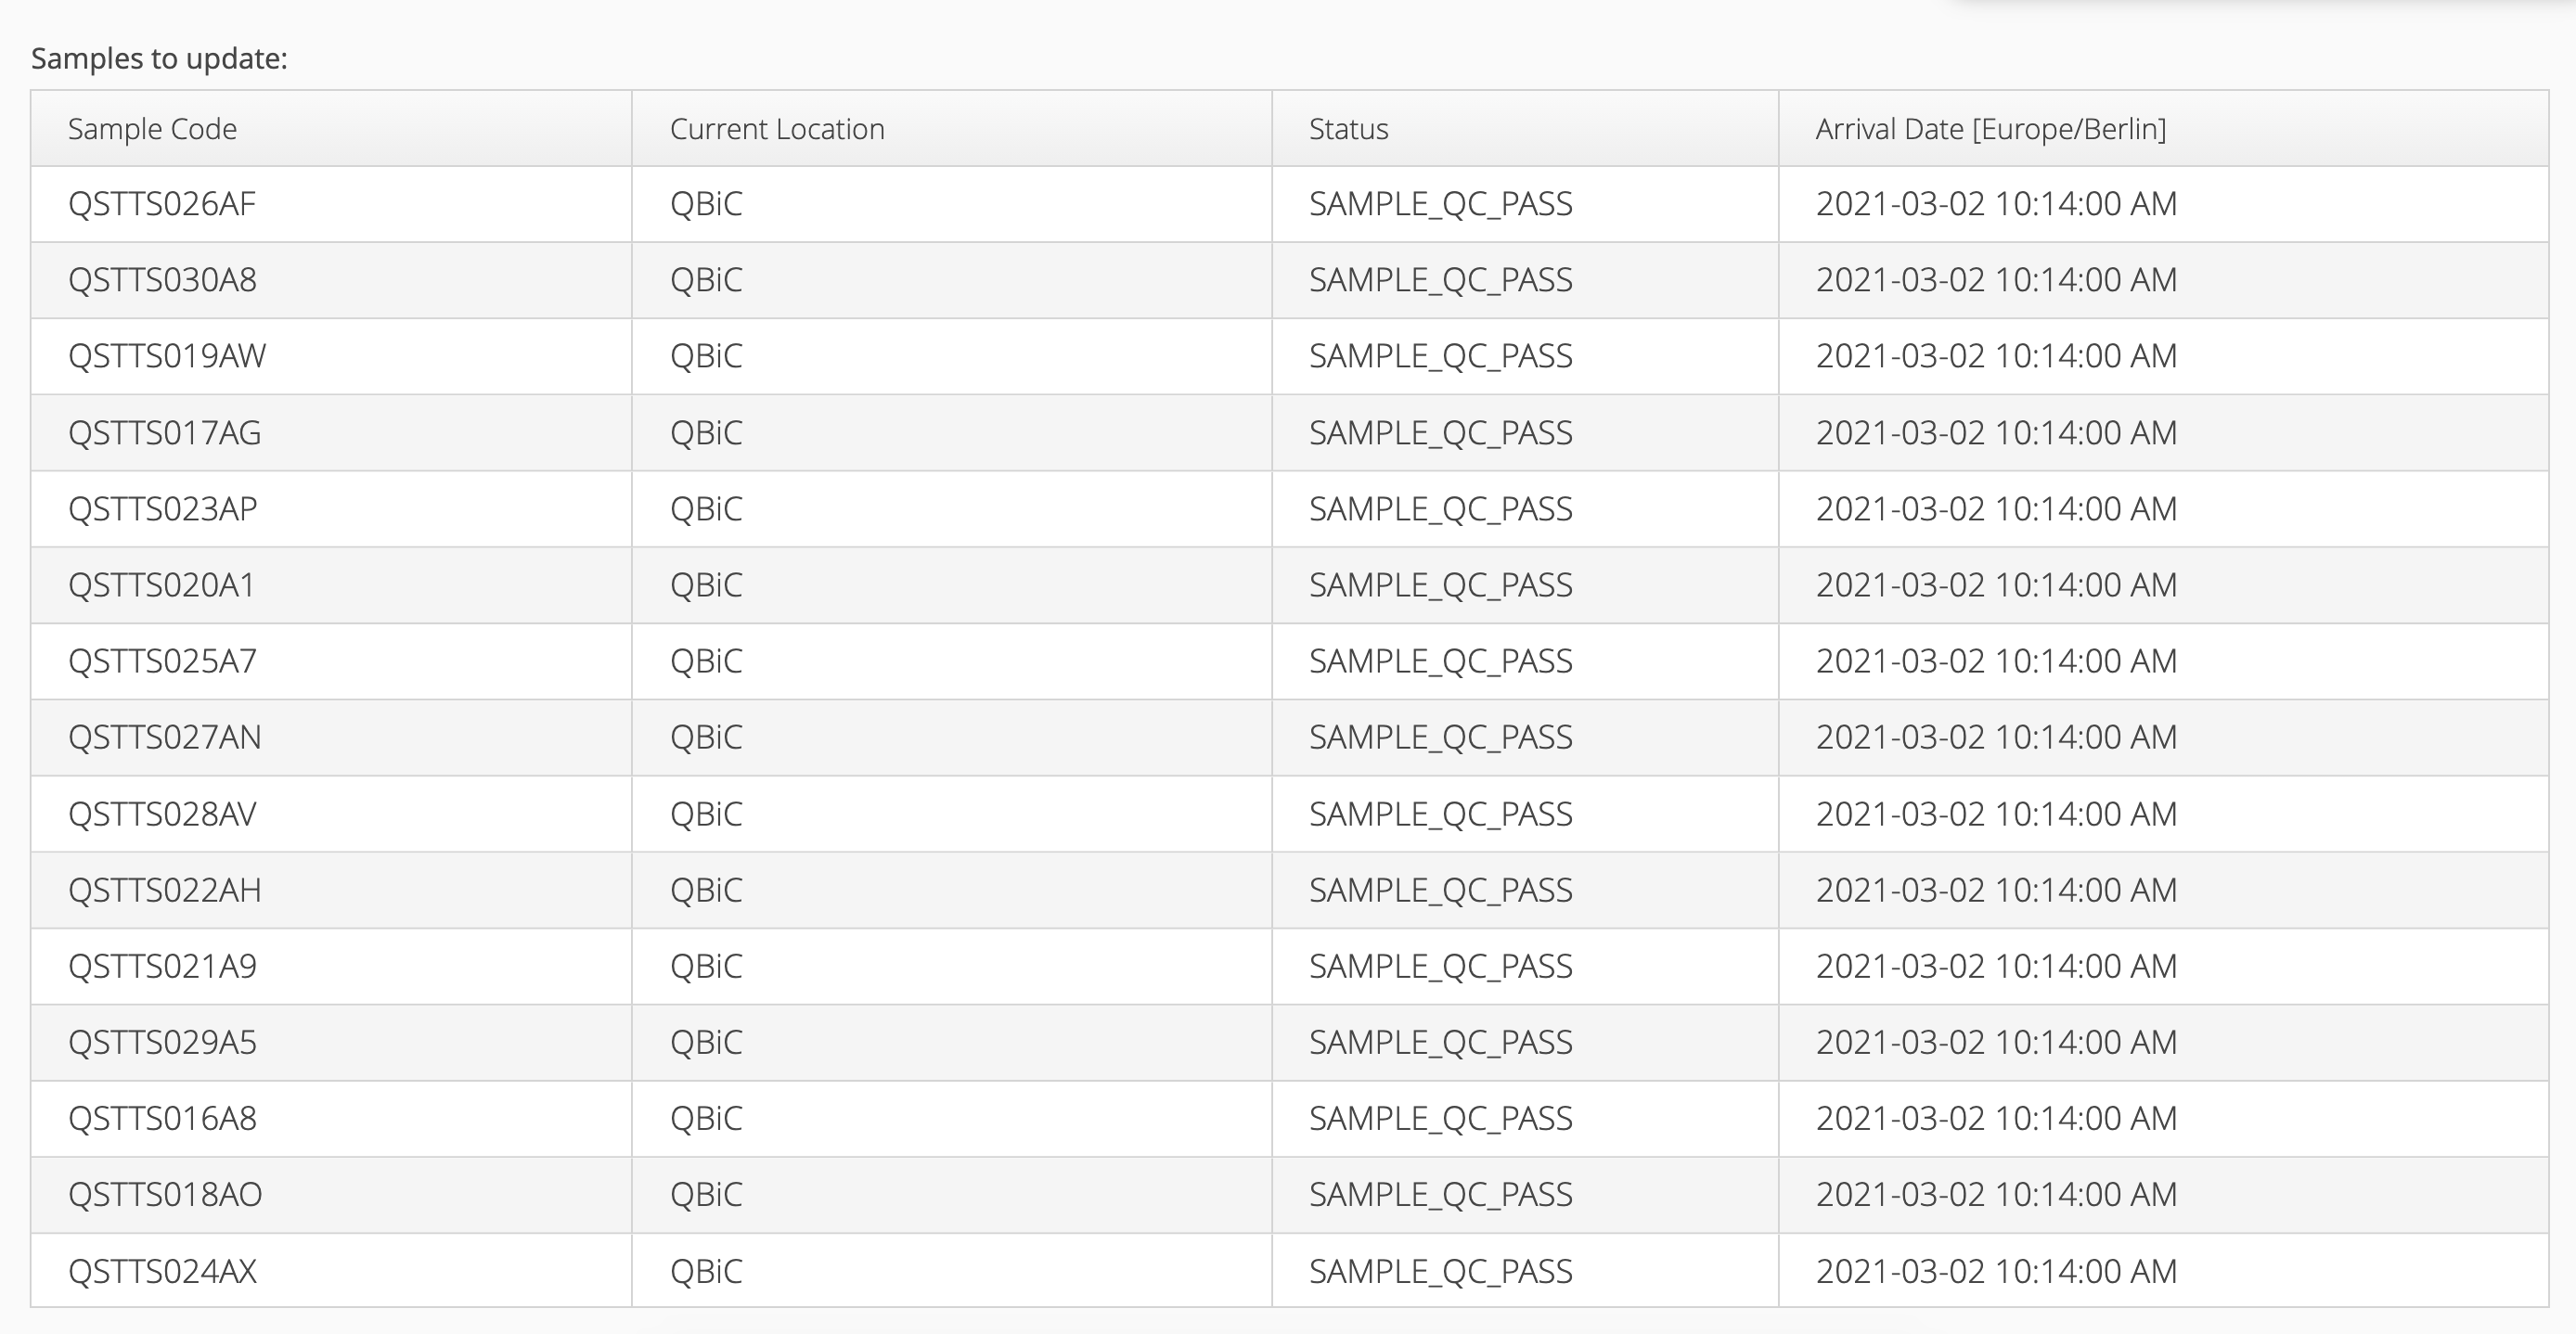 Samples to update:
Sample Code Current Location Status Arrival Date [Europe/Berlin]
QSTTS026AF QBiC SAMPLE_QC_PASS 2021-03-02 10:14:00 AM
QSTTS030A8 QBiC SAMPLE_QC_PASS 2021-03-02 10:14:00 AM
QSTTS019AW QBiC SAMPLE_QC_PASS 2021-03-02 10:14:00 AM
QSTTS017AG QBiC SAMPLE_QC_PASS 2021-03-02 10:14:00 AM
QSTTS023AP QBiC SAMPLE_QC_PASS 2021-03-02 10:14:00 AM
QSTTS020A1 QBiC SAMPLE_QC_PASS 2021-03-02 10:14:00 AM
QSTTS025A7 QBiC SAMPLE_QC_PASS 2021-03-02 10:14:00 AM
QSTTS027AN QBiC SAMPLE_QC_PASS 2021-03-02 10:14:00 AM
QSTTS028AV QBiC SAMPLE_QC_PASS 2021-03-02 10:14:00 AM
QSTTS022AH QBiC SAMPLE_QC_PASS 2021-03-02 10:14:00 AM
QSTTS021A9 QBiC SAMPLE_QC_PASS 2021-03-02 10:14:00 AM
QSTTS029A5 QBiC SAMPLE_QC_PASS 2021-03-02 10:14:00 AM
QSTTS016A8 QBiC SAMPLE_QC_PASS 2021-03-02 10:14:00 AM
QSTTS018AO QBiC SAMPLE_QC_PASS 2021-03-02 10:14:00 AM
QSTTS024AX QBiC SAMPLE_QC_PASS 2021-03-02 10:14:00 AM